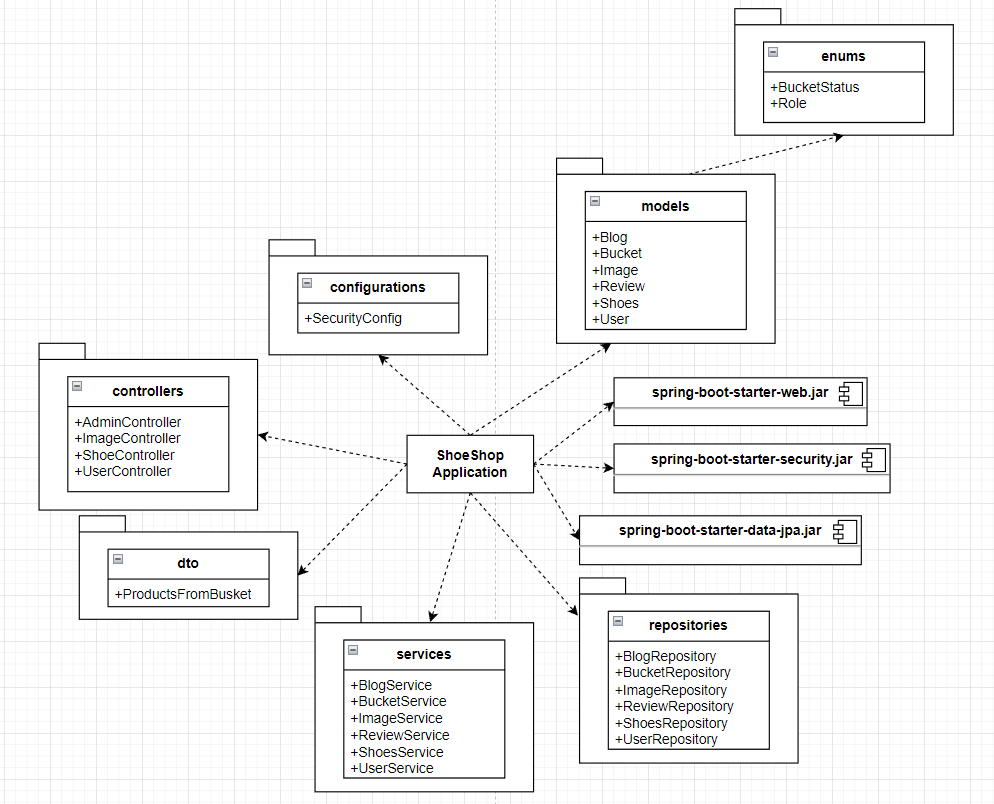 enums
+BucketStatus
+Role
models
+Blog
+Bucket
+Image
+Review
+Shoes
+User
configurations
+SecurityConfig
controllers
+AdminController
+ImageController
+ShoeController
+UserController
spring-boot-starter-web.jar
ShoeShop
Application
spring-boot-starter-security.jar
spring-boot-starter-data-jpa.jar
dto
+ProductsFromBusket
services
+BlogService
+BucketService
+ImageService
+ReviewService
+ShoesService
+UserService
repositories
+BlogRepository
+BucketRepository
+ImageRepository
+ReviewRepository
+ShoesRepository
+UserRepository